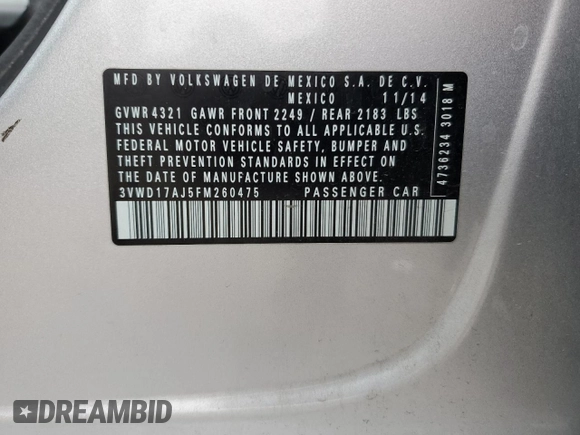 MFD BY VOLKSWAGEN DE MEXICO S.A. DE C.V.
MEXICO 11/14
GVWR 4321 GAWR FRONT 2249 / REAR 2183 LBS
THIS VEHICLE CONFORMS TO ALL APPLICABLE U.S.
FEDERAL MOTOR VEHICLE SAFETY, BUMPER AND
THEFT PREVENTION STANDARDS IN EFFECT ON THE
DATE OF MANUFACTURE SHOWN ABOVE.
3VWD17AJ5FM260475 PASSENGER CAR
4736234 3018 M
DREAMBID